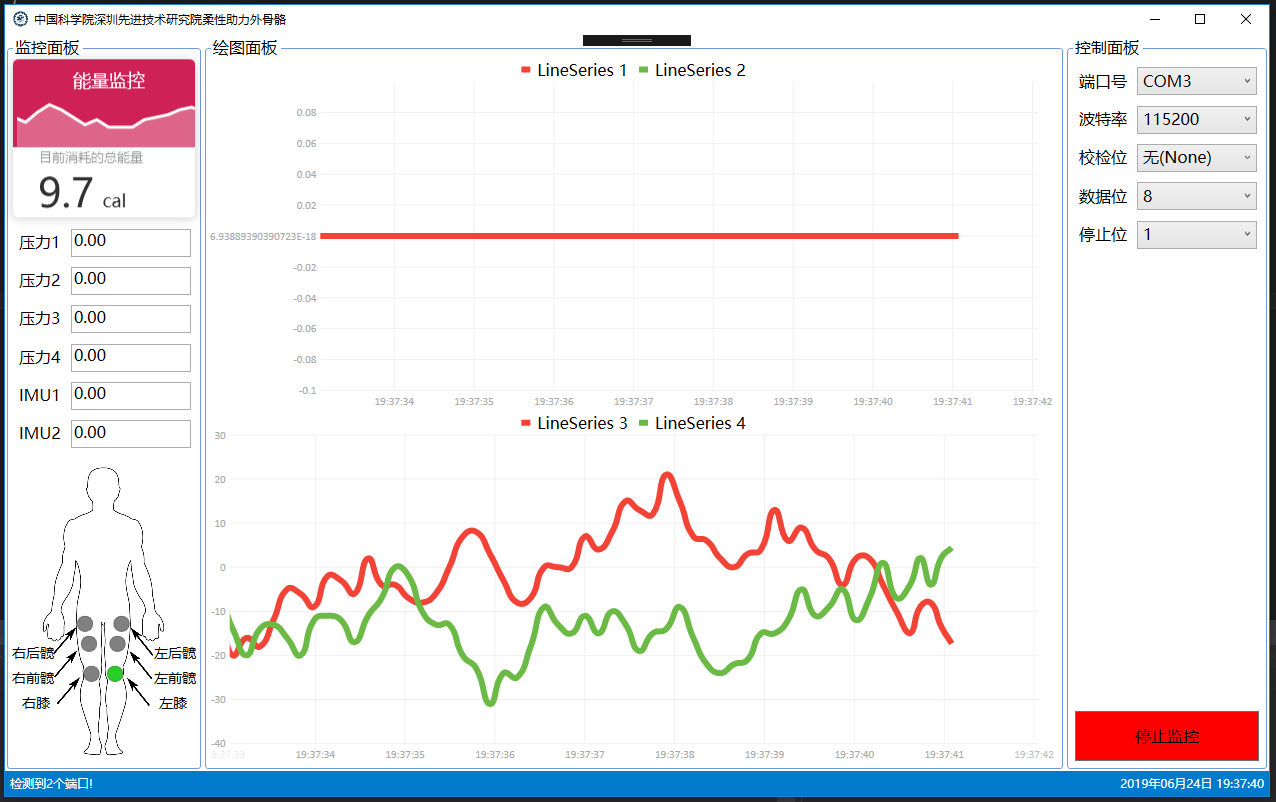 中国科学院深圳先进技术研究院柔性助力外骨骼
监控面板
能量监控
目前消耗的总能量
9.7 cal
压力1 0.00
压力2 0.00
压力3 0.00
压力4 0.00
IMU1 0.00
IMU2 0.00
右后髋 左后髋
右前髋 左前髋
右膝 左膝
绘图面板
LineSeries 1 LineSeries 2
0.08
0.06
0.04
0.02
6.93889390390723E-18
-0.02
-0.04
-0.06
-0.08
-0.1
19:37:34 19:37:35 19:37:36 19:37:37 19:37:38 19:37:39 19:37:40 19:37:41 19:37:42
LineSeries 3 LineSeries 4
30
20
10
0
-10
-20
-30
-40
19:37:33 19:37:34 19:37:35 19:37:36 19:37:37 19:37:38 19:37:39 19:37:40 19:37:41 19:37:42
控制面板
端口号 COM3
波特率 115200
校检位 无(None)
数据位 8
停止位 1
停止监控
检测到2个端口! 2019年06月24日 19:37:40